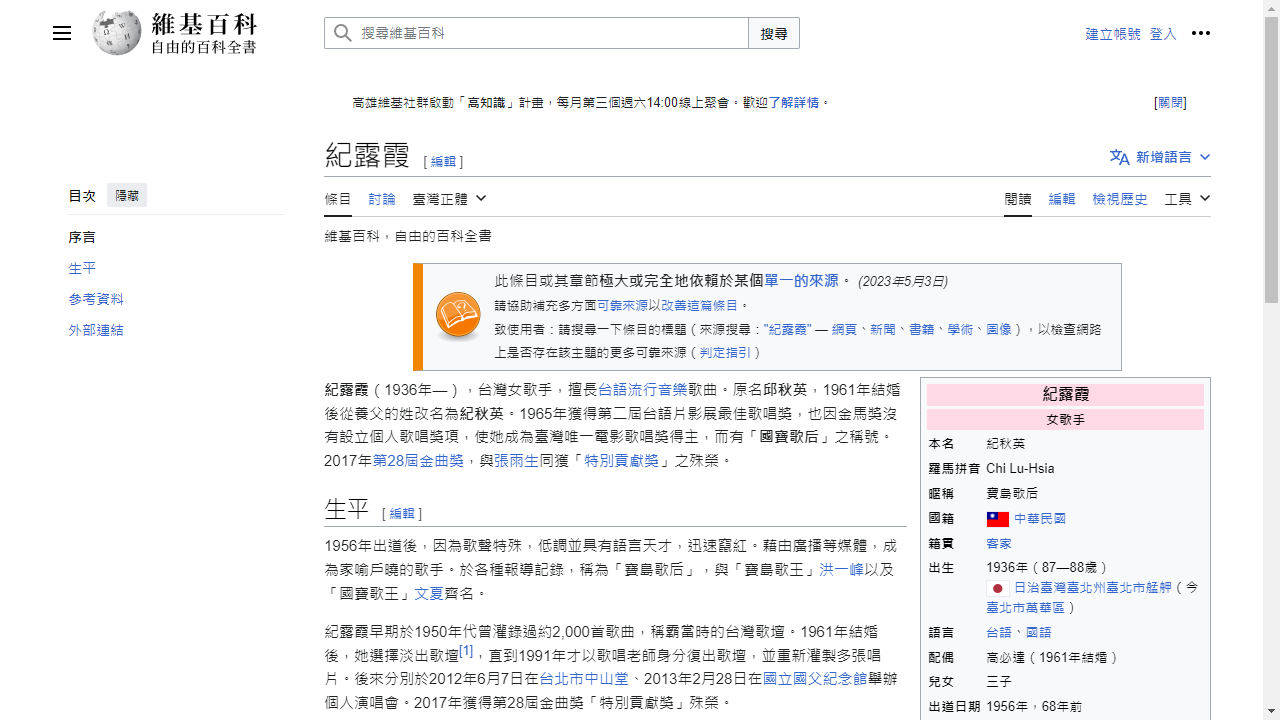 維基百科
自由的百科全書
搜尋維基百科
搜尋
建立帳號 登入
高雄維基社群啟動「高知識」計畫，每月第三個週六14:00線上聚會。歡迎了解詳情。
[關閉]
紀露霞 [ 編輯 ]
新增語言
目次 隱藏
序言
生平
參考資料
外部連結
條目 討論 臺灣正體
閱讀 編輯 檢視歷史 工具
維基百科，自由的百科全書
此條目或其章節極大或完全地依賴於某個單一的來源。 (2023年5月3日)
請協助補充多方面可靠來源以改善這篇條目。
致使用者：請搜尋一下條目的標題（來源搜尋："紀露霞" — 網頁、新聞、書籍、學術、圖像），以檢查網路
上是否存在該主題的更多可靠來源（判定指引）
紀露霞（1936年—），台灣女歌手，擅長台語流行音樂歌曲。原名邱秋英，1961年結婚
後從養父的姓改名為紀秋英。1965年獲得第二屆台語片影展最佳歌唱獎，也因金馬獎沒
有設立個人歌唱獎項，使她成為臺灣唯一電影歌唱獎得主，而有「國寶歌后」之稱號。
2017年第28屆金曲獎，與張雨生同獲「特別貢獻獎」之殊榮。
生平 [ 編輯 ]
1956年出道後，因為歌聲特殊，低調並具有語言天才，迅速竄紅。藉由廣播等媒體，成
為家喻戶曉的歌手。於各種報導記錄，稱為「寶島歌后」，與「寶島歌王」洪一峰以及
「國寶歌王」文夏齊名。
紀露霞早期於1950年代曾灌錄過約2,000首歌曲，稱霸當時的台灣歌壇。1961年結婚
後，她選擇淡出歌壇[1]，直到1991年才以歌唱老師身分復出歌壇，並重新灌製多張唱
片。後來分別於2012年6月7日在台北市中山堂、2013年2月28日在國立國父紀念館舉辦
個人演唱會。2017年獲得第28屆金曲獎「特別貢獻獎」殊榮。
紀露霞
女歌手
本名 紀秋英
羅馬拼音 Chi Lu-Hsia
暱稱 寶島歌后
國籍 中華民國
籍貫 客家
出生 1936年（87—88歲）
日治臺灣臺北州臺北市艋舺（今
臺北市萬華區）
語言 台語、國語
配偶 高必達（1961年結婚）
兒女 三子
出道日期 1956年，68年前